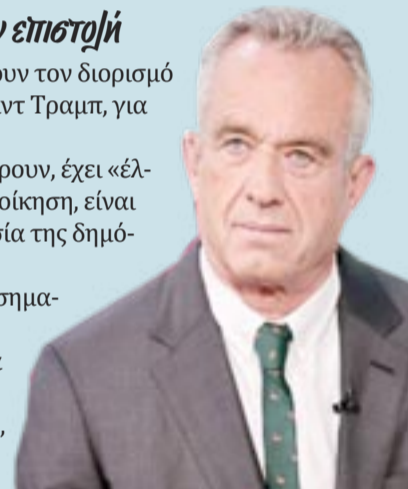 επιστολή
ουν τον διορισμό
ντ Τραμπ, για
ρουν, έχει «έλ-
οίκηση, είναι
σία της δημό-
σημα-
,